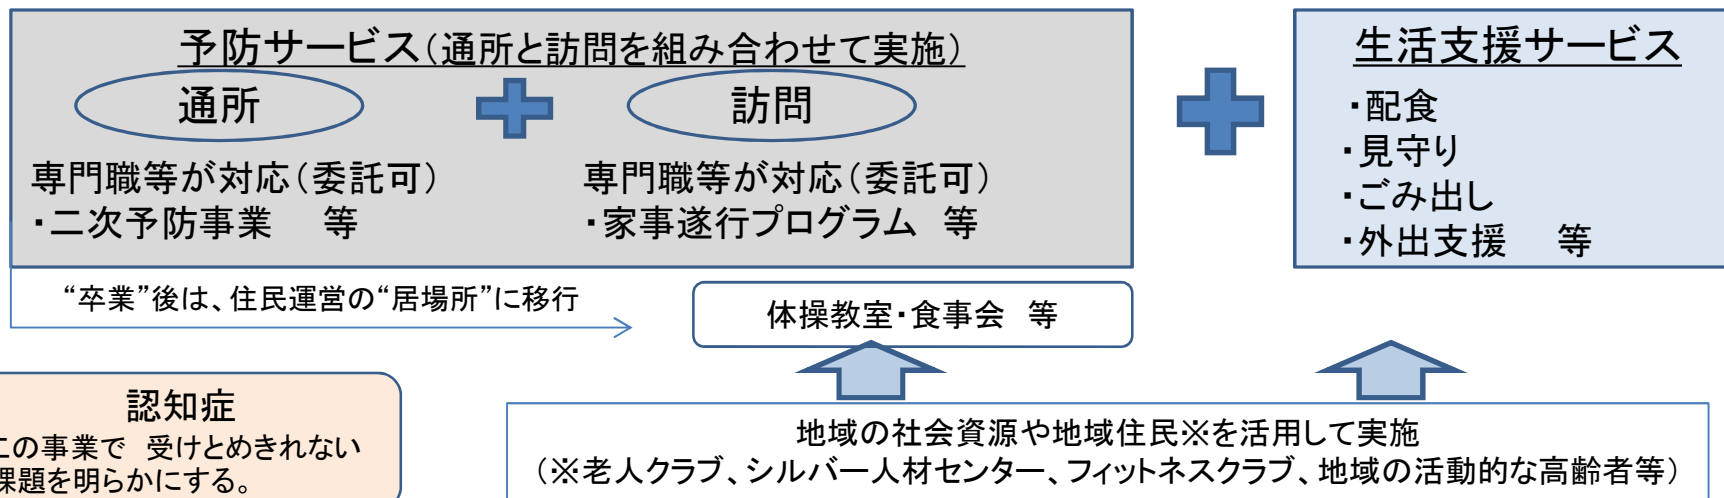 予防サービス（通所と訪問を組み合わせて実施）
通所
訪問
専門職等が対応（委託可）
・二次予防事業　等
専門職等が対応（委託可）
・家事遂行プログラム　等
生活支援サービス
・配食
・見守り
・ごみ出し
・外出支援　等
“卒業”後は、住民運営の“居場所”に移行
体操教室・食事会　等
認知症
この事業で 受けとめきれない
課題を明らかにする。
地域の社会資源や地域住民※を活用して実施
（※老人クラブ、シルバー人材センター、フィットネスクラブ、地域の活動的な高齢者等）